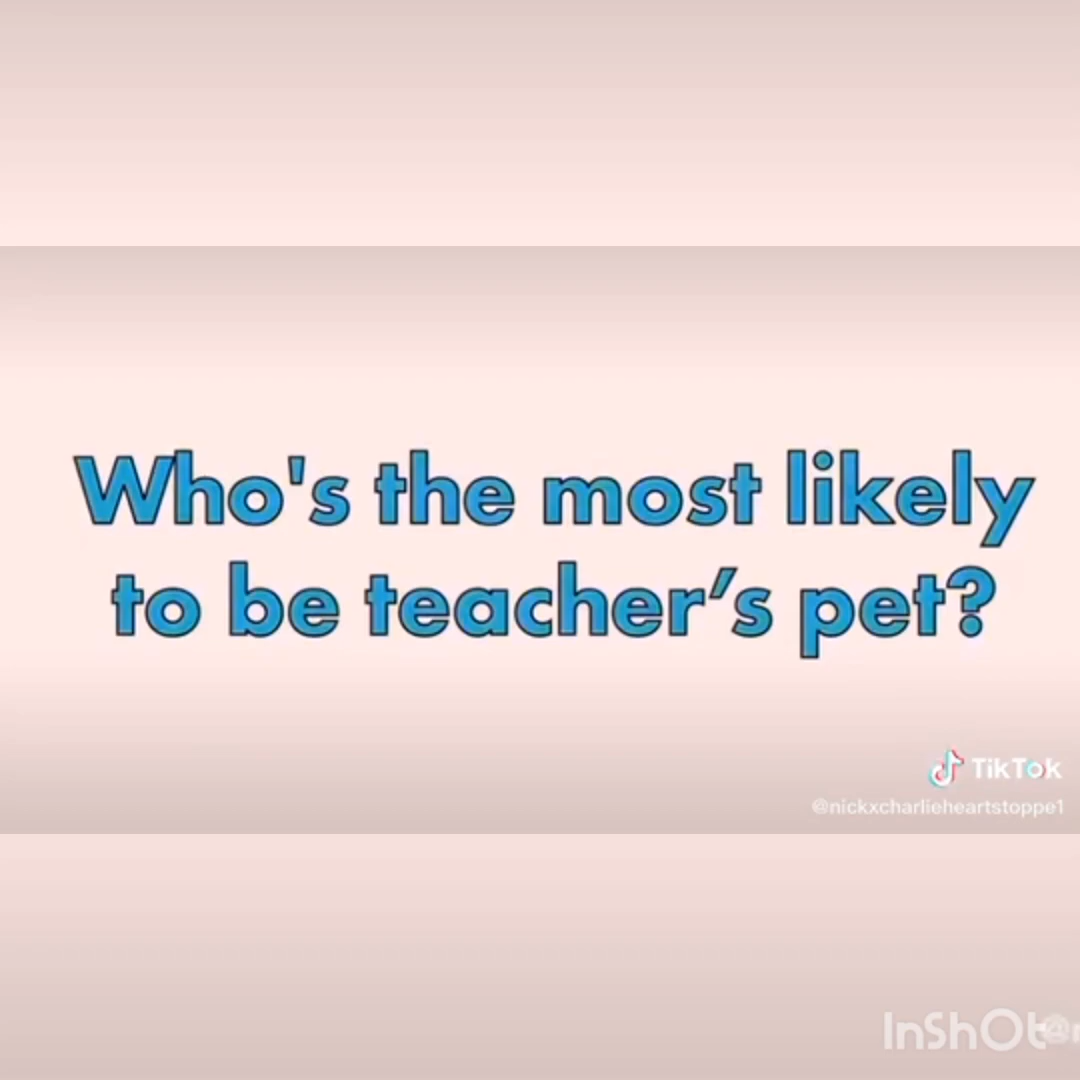 Who's the most likely
to be teacher’s pet?
TikTok
@nickxcharlieheartstoppe1
InShOt